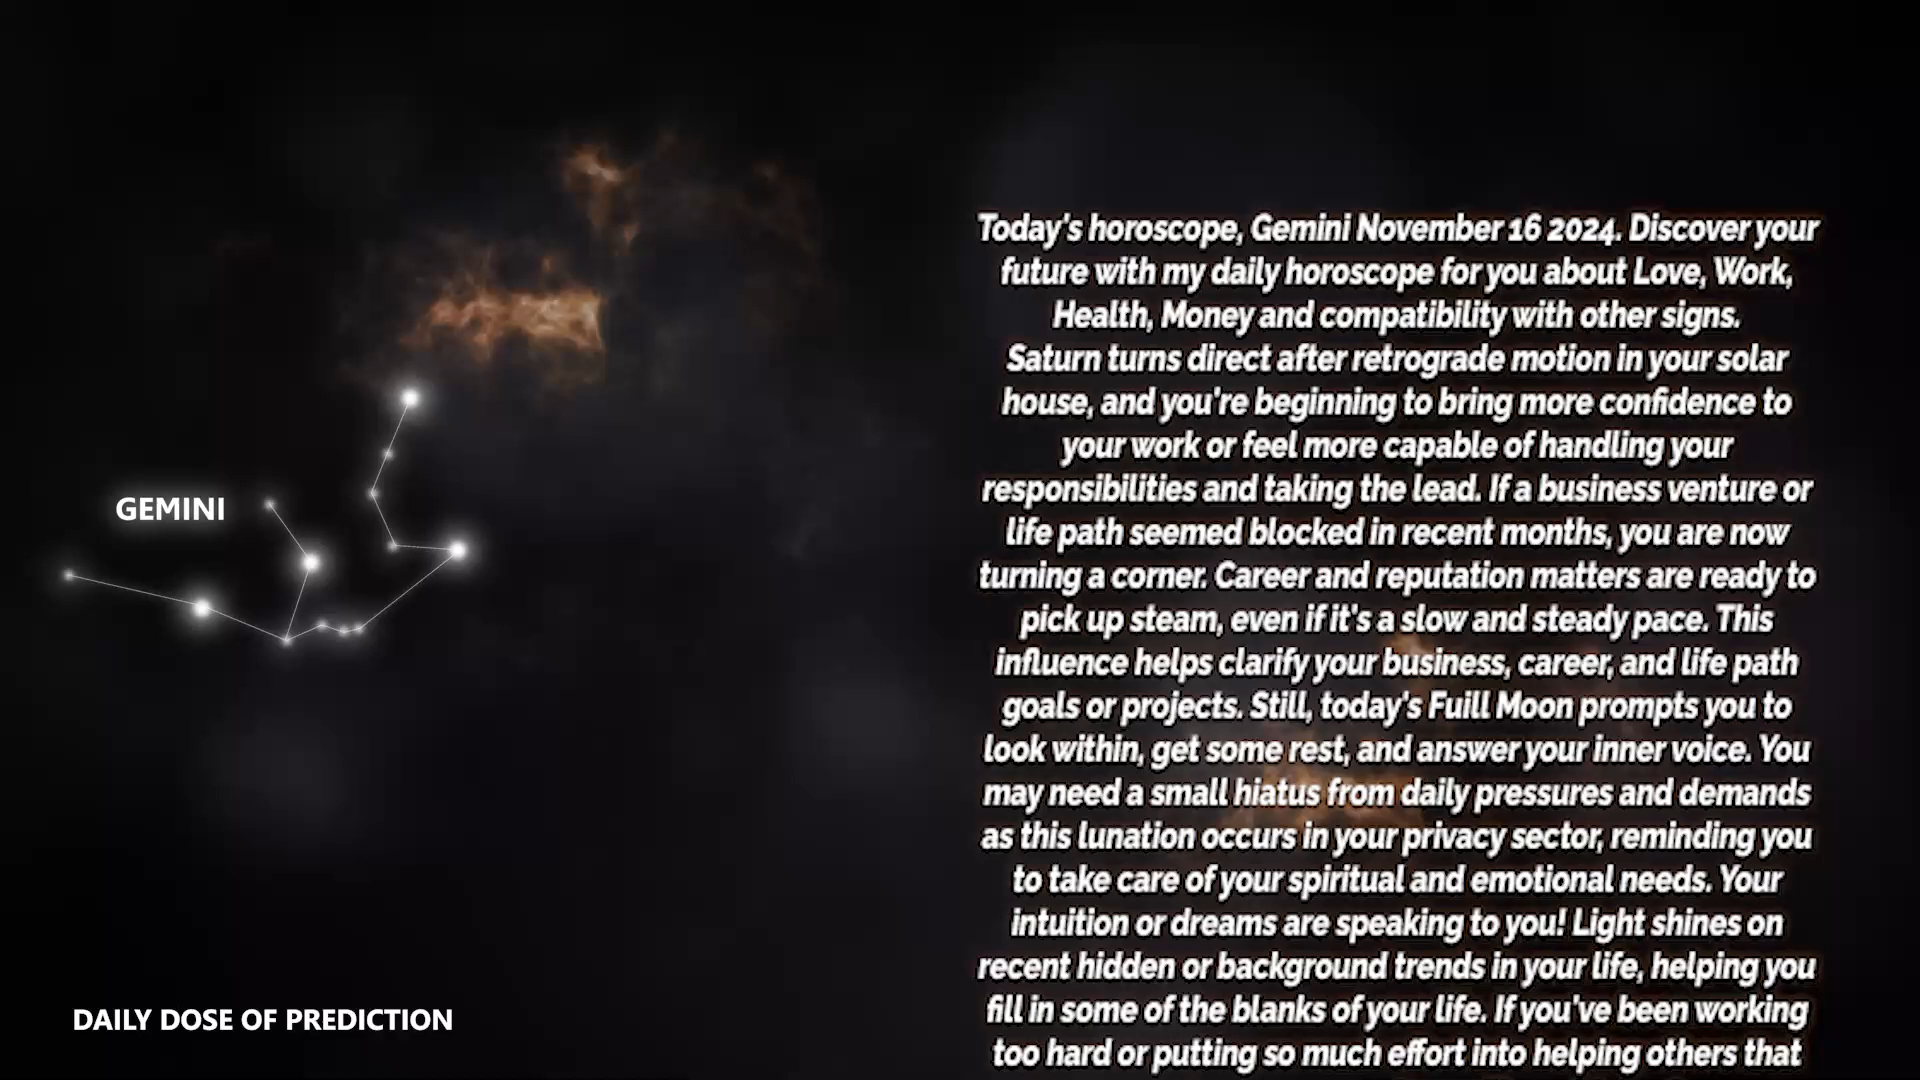 Today's horoscope, Gemini November 16 2024. Discover your
future with my daily horoscope for you about Love, Work,
Health, Money and compatibility with other signs.
Saturn turns direct after retrograde motion in your solar
house, and you're beginning to bring more confidence to
your work or feel more capable of handling your
responsibilities and taking the lead. If a business venture or
life path seemed blocked in recent months, you are now
turning a corner. Career and reputation matters are ready to
pick up steam, even if it's a slow and steady pace. This
influence helps clarify your business, career, and life path
goals or projects. Still, today's Fuill Moon prompts you to
look within, get some rest, and answer your inner voice. You
may need a small hiatus from daily pressures and demands
as this lunation occurs in your privacy sector, reminding you
to take care of your spiritual and emotional needs. Your
intuition or dreams are speaking to you! Light shines on
recent hidden or background trends in your life, helping you
fill in some of the blanks of your life. If you've been working
too hard or putting so much effort into helping others that
GEMINI
DAILY DOSE OF PREDICTION